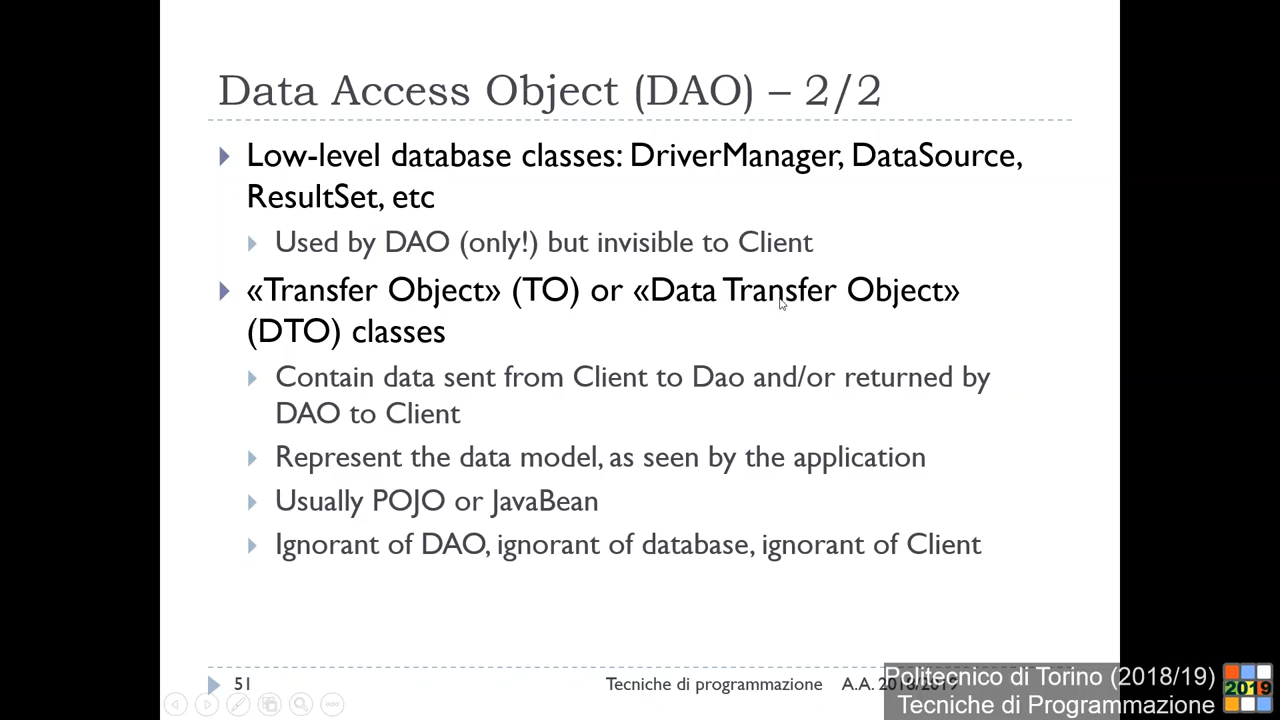 Data Access Object (DAO) – 2/2
Low-level database classes: DriverManager, DataSource,
ResultSet, etc
Used by DAO (only!) but invisible to Client
«Transfer Object» (TO) or «Data Transfer Object»
(DTO) classes
Contain data sent from Client to Dao and/or returned by
DAO to Client
Represent the data model, as seen by the application
Usually POJO or JavaBean
Ignorant of DAO, ignorant of database, ignorant of Client
51
Tecniche di programmazione A.A. 2018/2019
Politecnico di Torino (2018/19)
Tecniche di Programmazione
2019